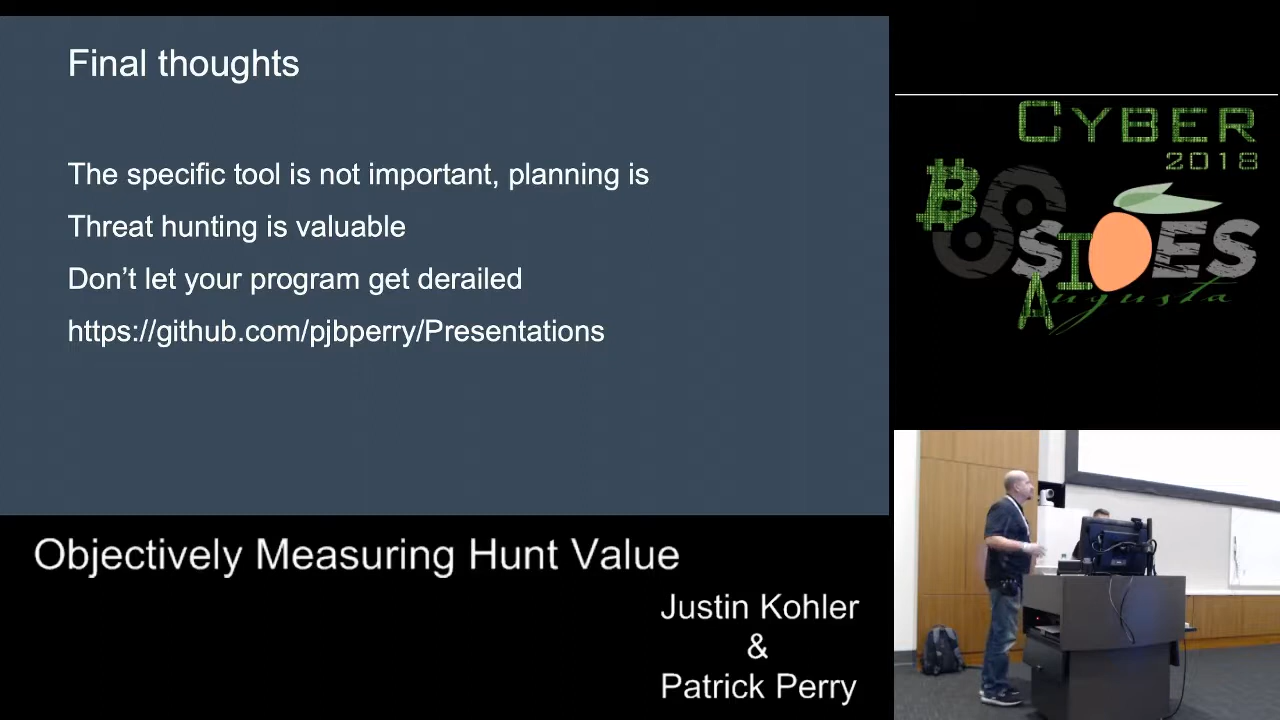 Final thoughts
The specific tool is not important, planning is
Threat hunting is valuable
Don’t let your program get derailed
https://github.com/pjbperry/Presentations
CYBER
2018
BSIDES
Augusta
Objectively Measuring Hunt Value
Justin Kohler
&
Patrick Perry